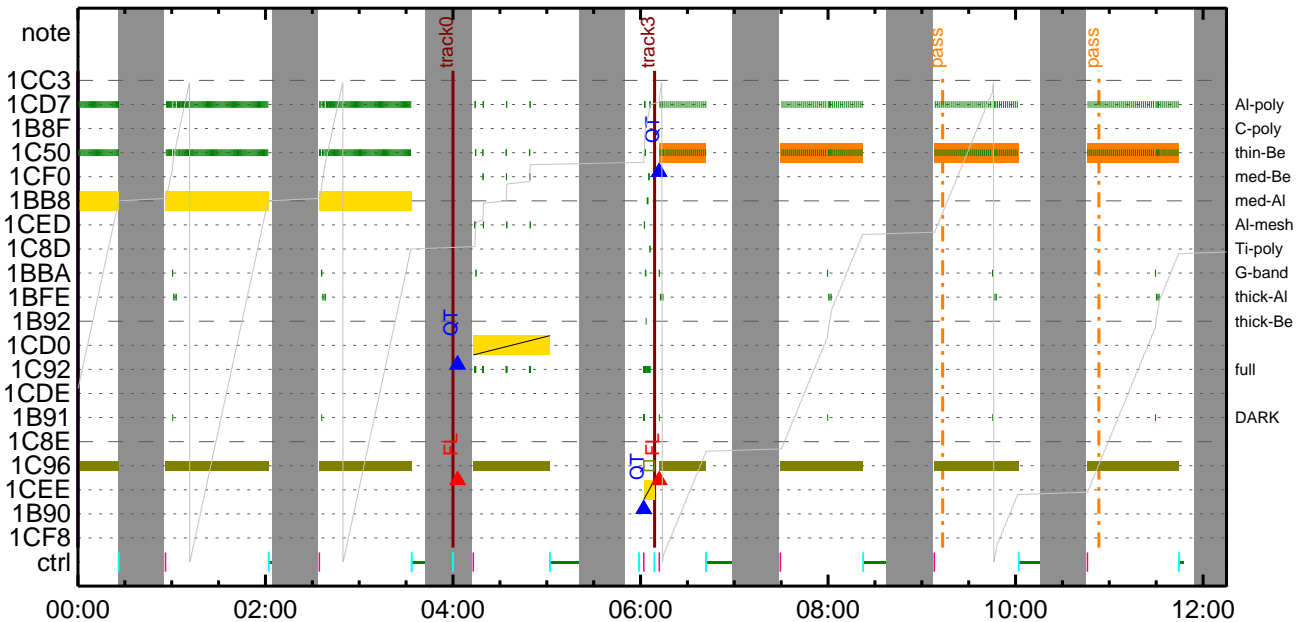 note
track0
track3
pass
pass
1CC3
1CD7
Al-poly
1B8F
C-poly
QT
1C50
thin-Be
1CF0
med-Be
1BB8
med-Al
1CED
Al-mesh
1C8D
Ti-poly
1BBA
G-band
1BFE
thick-Al
1B92
thick-Be
QT
1CD0
1C92
full
1CDE
1B91
DARK
1C8E
FL
FL
1C96
QT
1CEE
1B90
1CF8
ctrl
00:00
02:00
04:00
06:00
08:00
10:00
12:00